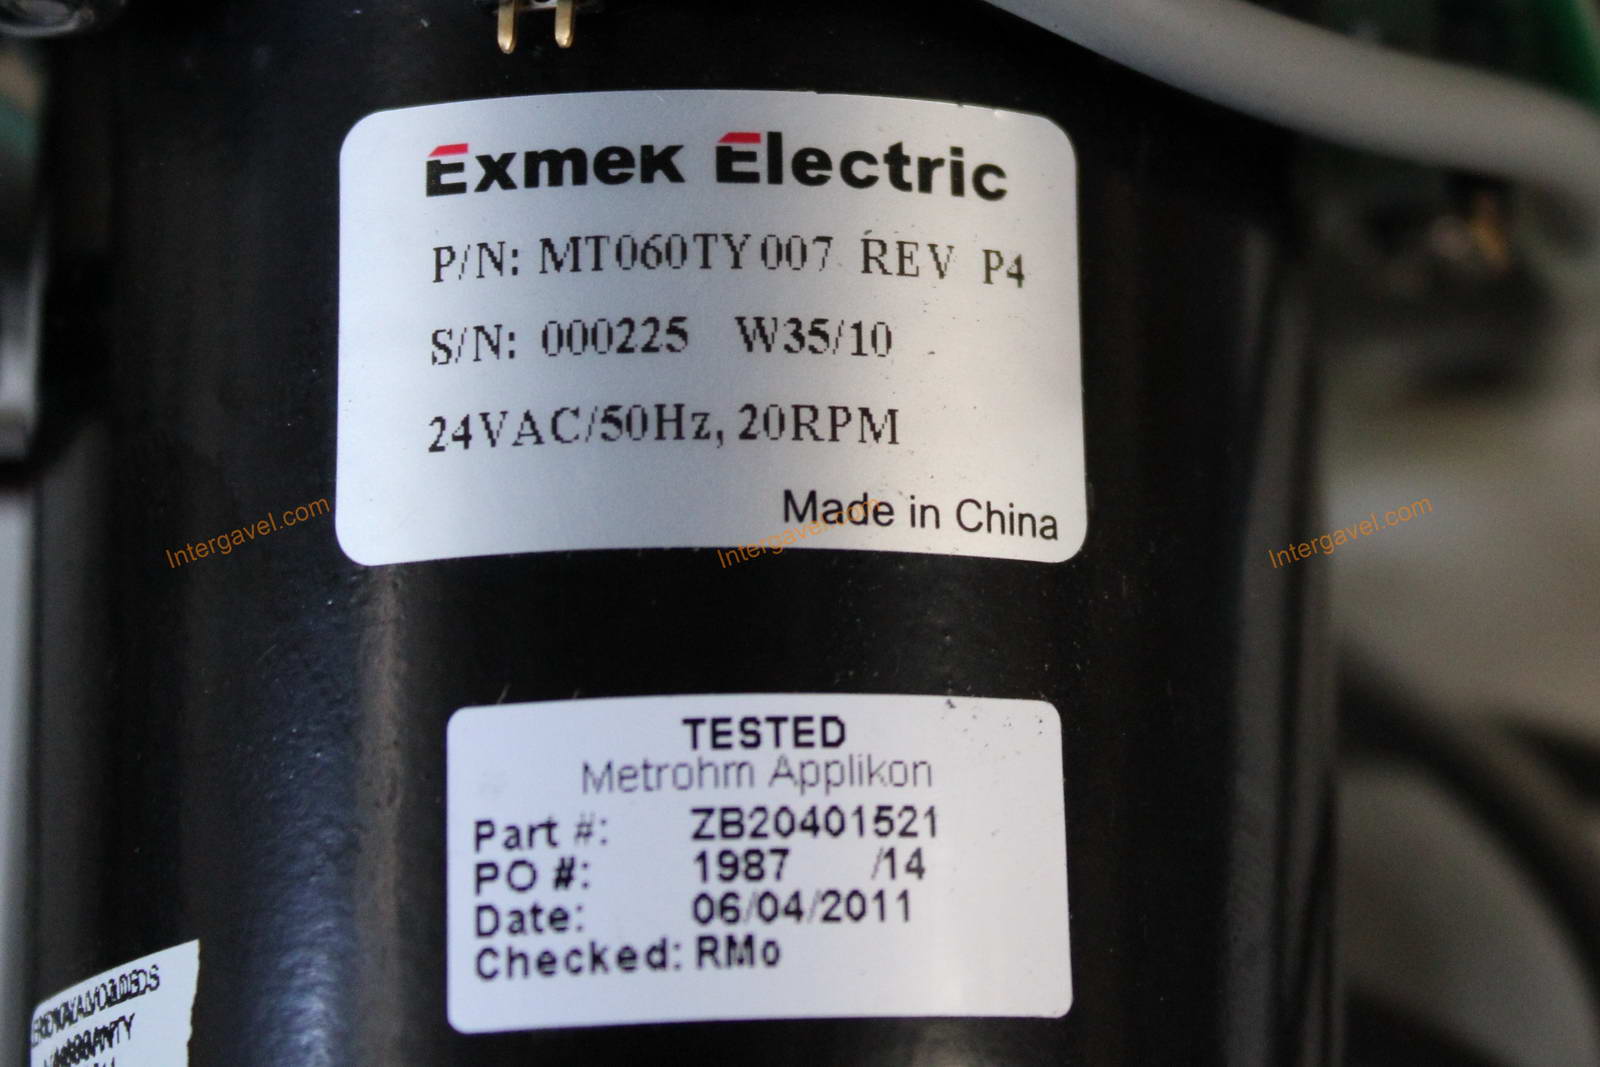 Exmek Electric
P/N: MT060TY007 REV P4
S/N: 000225 W35/10
24VAC/50Hz, 20RPM
Made in China
Intergavel.com
Intergavel.com
Intergavel.com
TESTED
Metrohm Applikon
Part #: ZB20401521
PO #: 1987 /14
Date: 06/04/2011
Checked: RMo